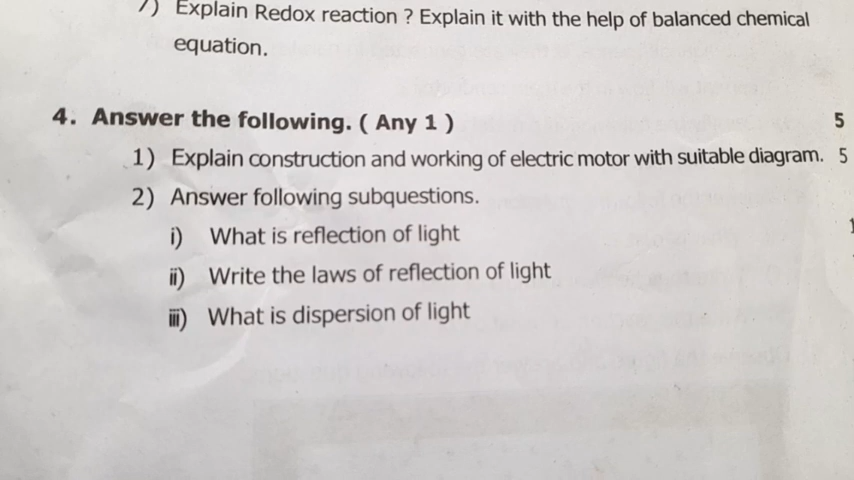 7) Explain Redox reaction ? Explain it with the help of balanced chemical
equation.
4. Answer the following. ( Any 1 ) 5
1) Explain construction and working of electric motor with suitable diagram. 5
2) Answer following subquestions.
i) What is reflection of light
ii) Write the laws of reflection of light
iii) What is dispersion of light